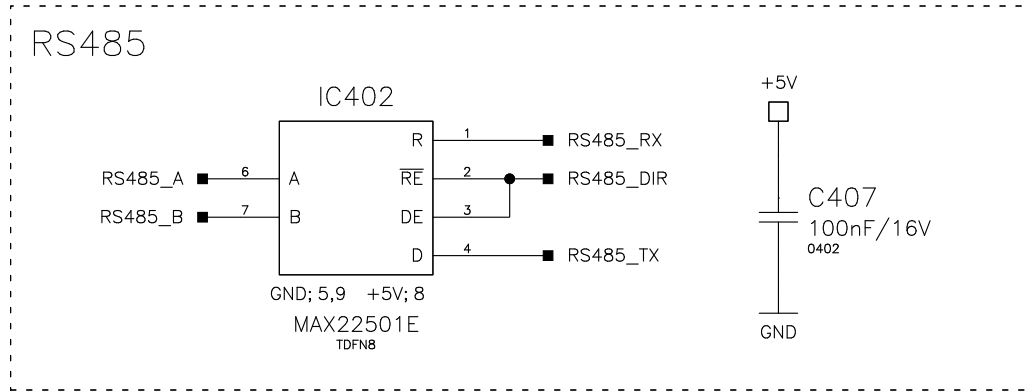 RS485
IC402
+5V
R 1 RS485_RX
RS485_A 6 A RE 2 RS485_DIR
RS485_B 7 B DE 3
D 4 RS485_TX
C407
100nF/16V
0402
GND; 5,9 +5V; 8
MAX22501E
TDFN8
GND